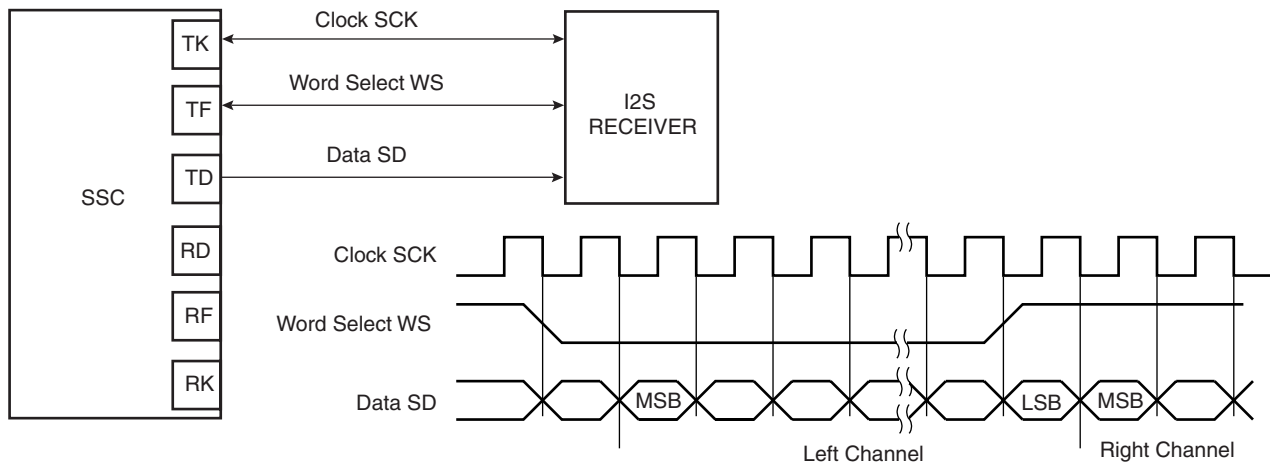 SSC
TK
TF
TD
RD
RF
RK
Clock SCK
Word Select WS
Data SD
I2S
RECEIVER
Clock SCK
Word Select WS
Data SD
MSB
LSB
MSB
Left Channel
Right Channel